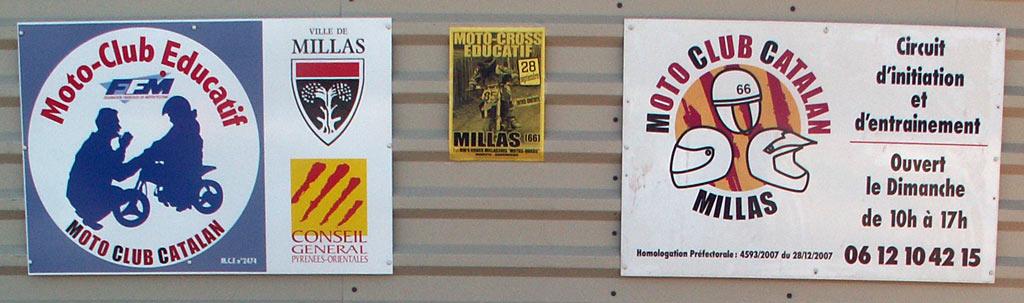 Moto-Club Educatif
FFM
MOTO CLUB CATALAN
M.C.E n°2474
VILLE DE
MILLAS
CONSEIL
GENERAL
PYRENEES-ORIENTALES
MOTO-CROSS
EDUCATIF
28
septembre
MILLAS (66)
MOTO CLUB CATALAN
66
MILLAS
Circuit
d'initiation
et
d'entrainement
Ouvert
le Dimanche
de 10h à 17h
Homologation Préfectorale : 4593/2007 du 28/12/2007
06 12 10 42 15